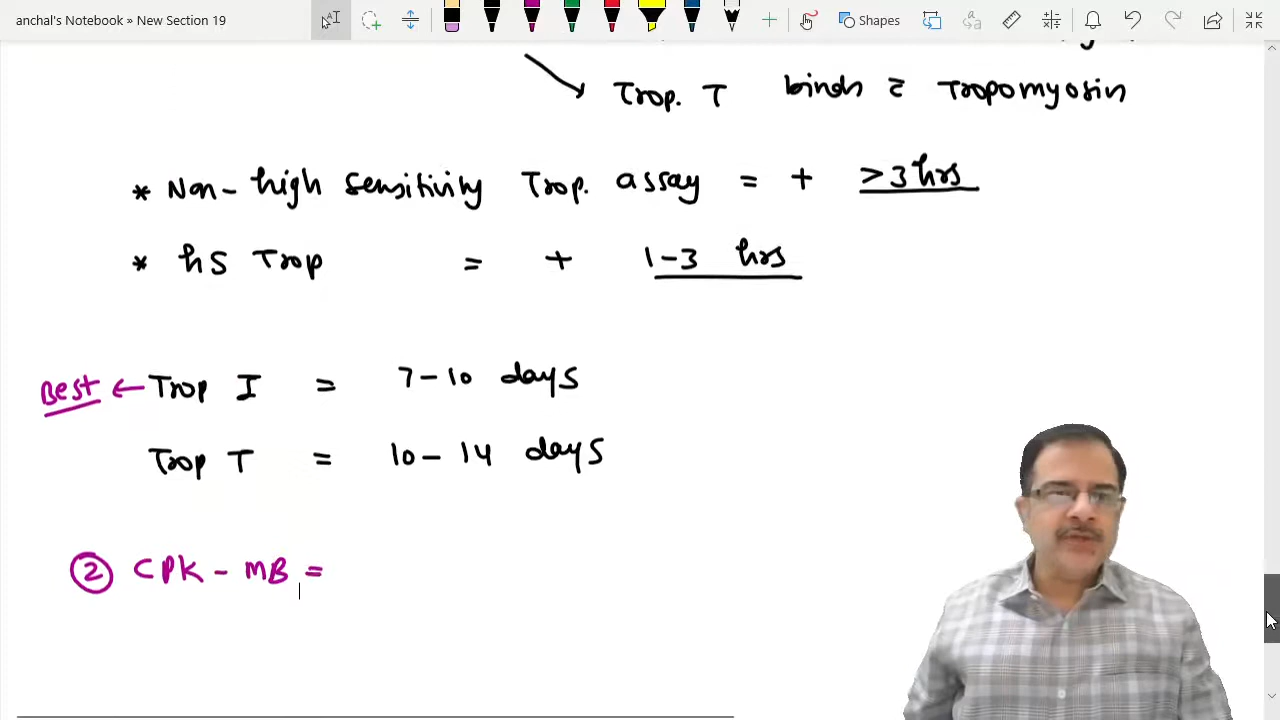 anchal's Notebook » New Section 19
Shapes
Trop. T binds c̄ Tropomyosin
* Non-high sensitivity Trop. assay = + >3 hrs
* hS Trop = + 1-3 hrs
Best ← Trop I = 7-10 days
Trop T = 10-14 days
② CPK-MB =